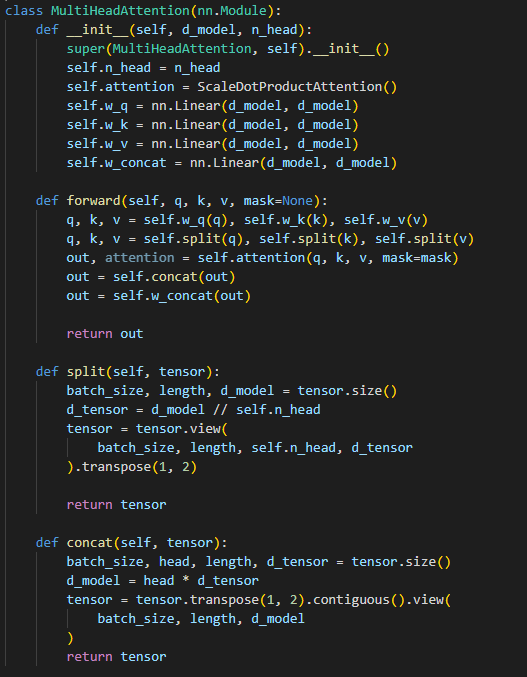 class MultiHeadAttention(nn.Module):
    def __init__(self, d_model, n_head):
        super(MultiHeadAttention, self).__init__()
        self.n_head = n_head
        self.attention = ScaleDotProductAttention()
        self.w_q = nn.Linear(d_model, d_model)
        self.w_k = nn.Linear(d_model, d_model)
        self.w_v = nn.Linear(d_model, d_model)
        self.w_concat = nn.Linear(d_model, d_model)

    def forward(self, q, k, v, mask=None):
        q, k, v = self.w_q(q), self.w_k(k), self.w_v(v)
        q, k, v = self.split(q), self.split(k), self.split(v)
        out, attention = self.attention(q, k, v, mask=mask)
        out = self.concat(out)
        out = self.w_concat(out)

        return out

    def split(self, tensor):
        batch_size, length, d_model = tensor.size()
        d_tensor = d_model // self.n_head
        tensor = tensor.view(
            batch_size, length, self.n_head, d_tensor
        ).transpose(1, 2)

        return tensor

    def concat(self, tensor):
        batch_size, head, length, d_tensor = tensor.size()
        d_model = head * d_tensor
        tensor = tensor.transpose(1, 2).contiguous().view(
            batch_size, length, d_model
        )
        return tensor